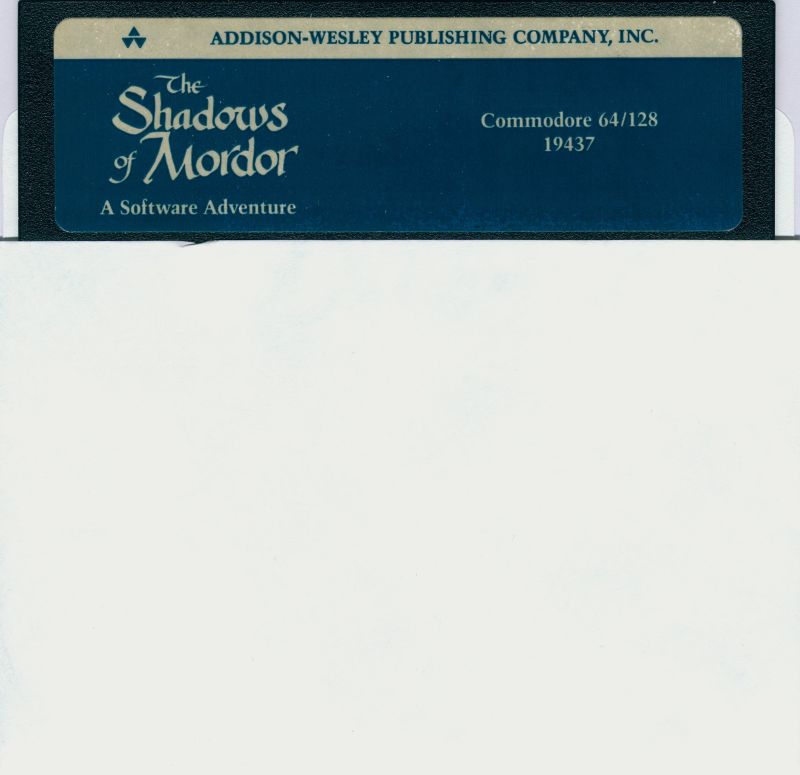 ADDISON-WESLEY PUBLISHING COMPANY, INC.
The
Shadows
of Mordor
A Software Adventure
Commodore 64/128
19437